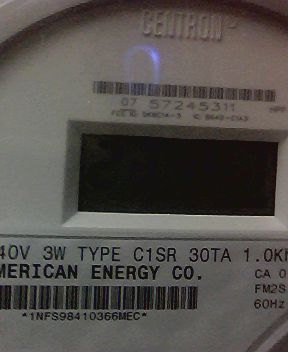 CENTRON
07 57245311
40V 3W TYPE C1SR 30TA 1.0K
MERICAN ENERGY CO.
CA 0
FM2S
60Hz
*1NFS98410366MEC*